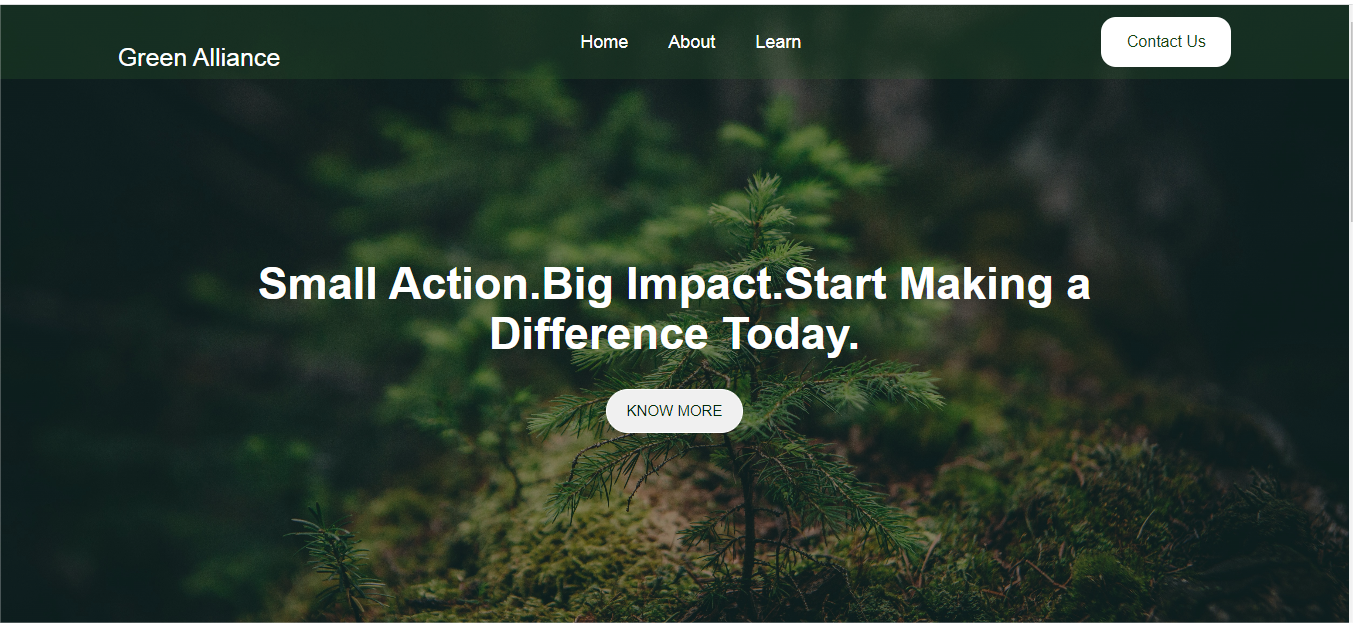 Green Alliance
Home
About
Learn
Contact Us
Small Action.Big Impact.Start Making a
Difference Today.
KNOW MORE